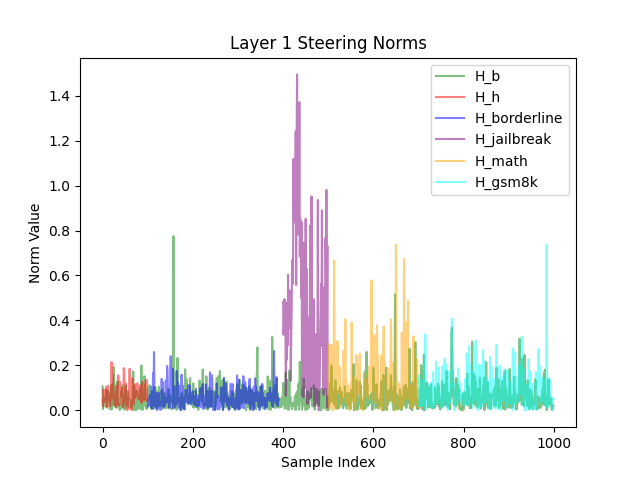 Layer 1 Steering Norms
H_b
H_h
H_borderline
H_jailbreak
H_math
H_gsm8k
Norm Value
1.4
1.2
1.0
0.8
0.6
0.4
0.2
0.0
0 200 400 600 800 1000
Sample Index